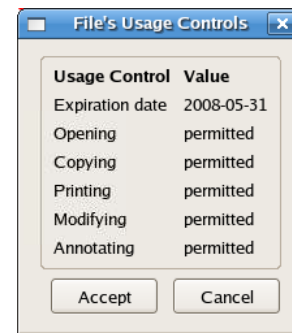 File's Usage Controls
Usage Control Value
Expiration date 2008-05-31
Opening permitted
Copying permitted
Printing permitted
Modifying permitted
Annotating permitted
Accept Cancel